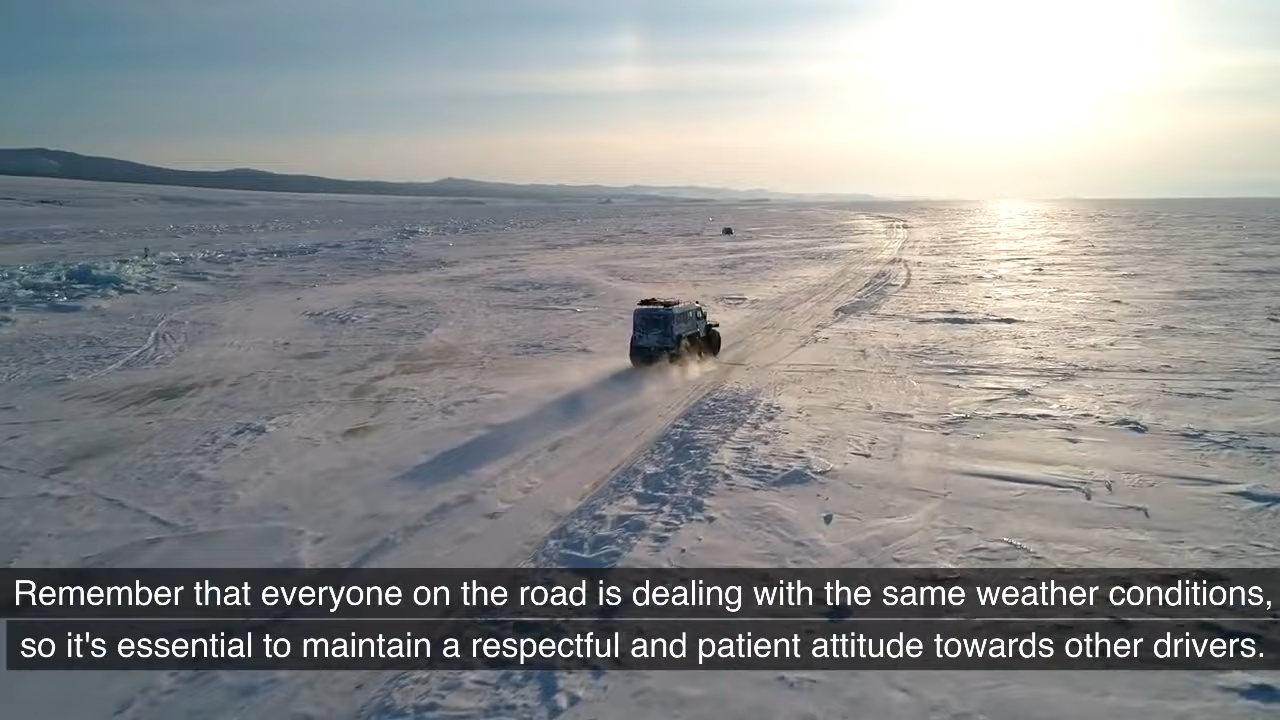 Remember that everyone on the road is dealing with the same weather conditions,
so it's essential to maintain a respectful and patient attitude towards other drivers.